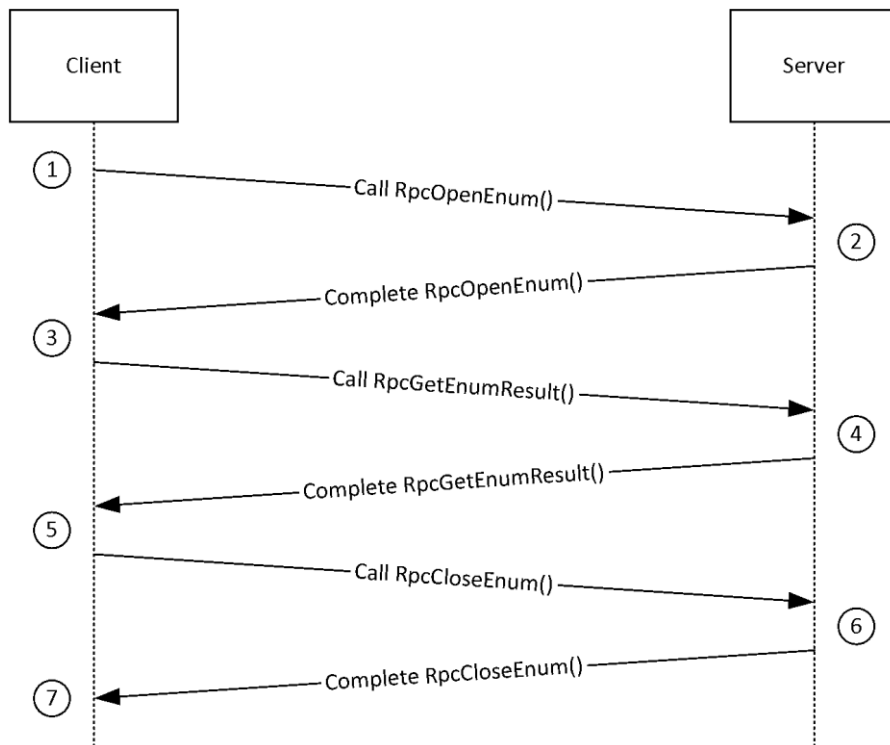 Client
Server
1
Call RpcOpenEnum()
2
Complete RpcOpenEnum()
3
Call RpcGetEnumResult()
4
Complete RpcGetEnumResult()
5
Call RpcCloseEnum()
6
Complete RpcCloseEnum()
7